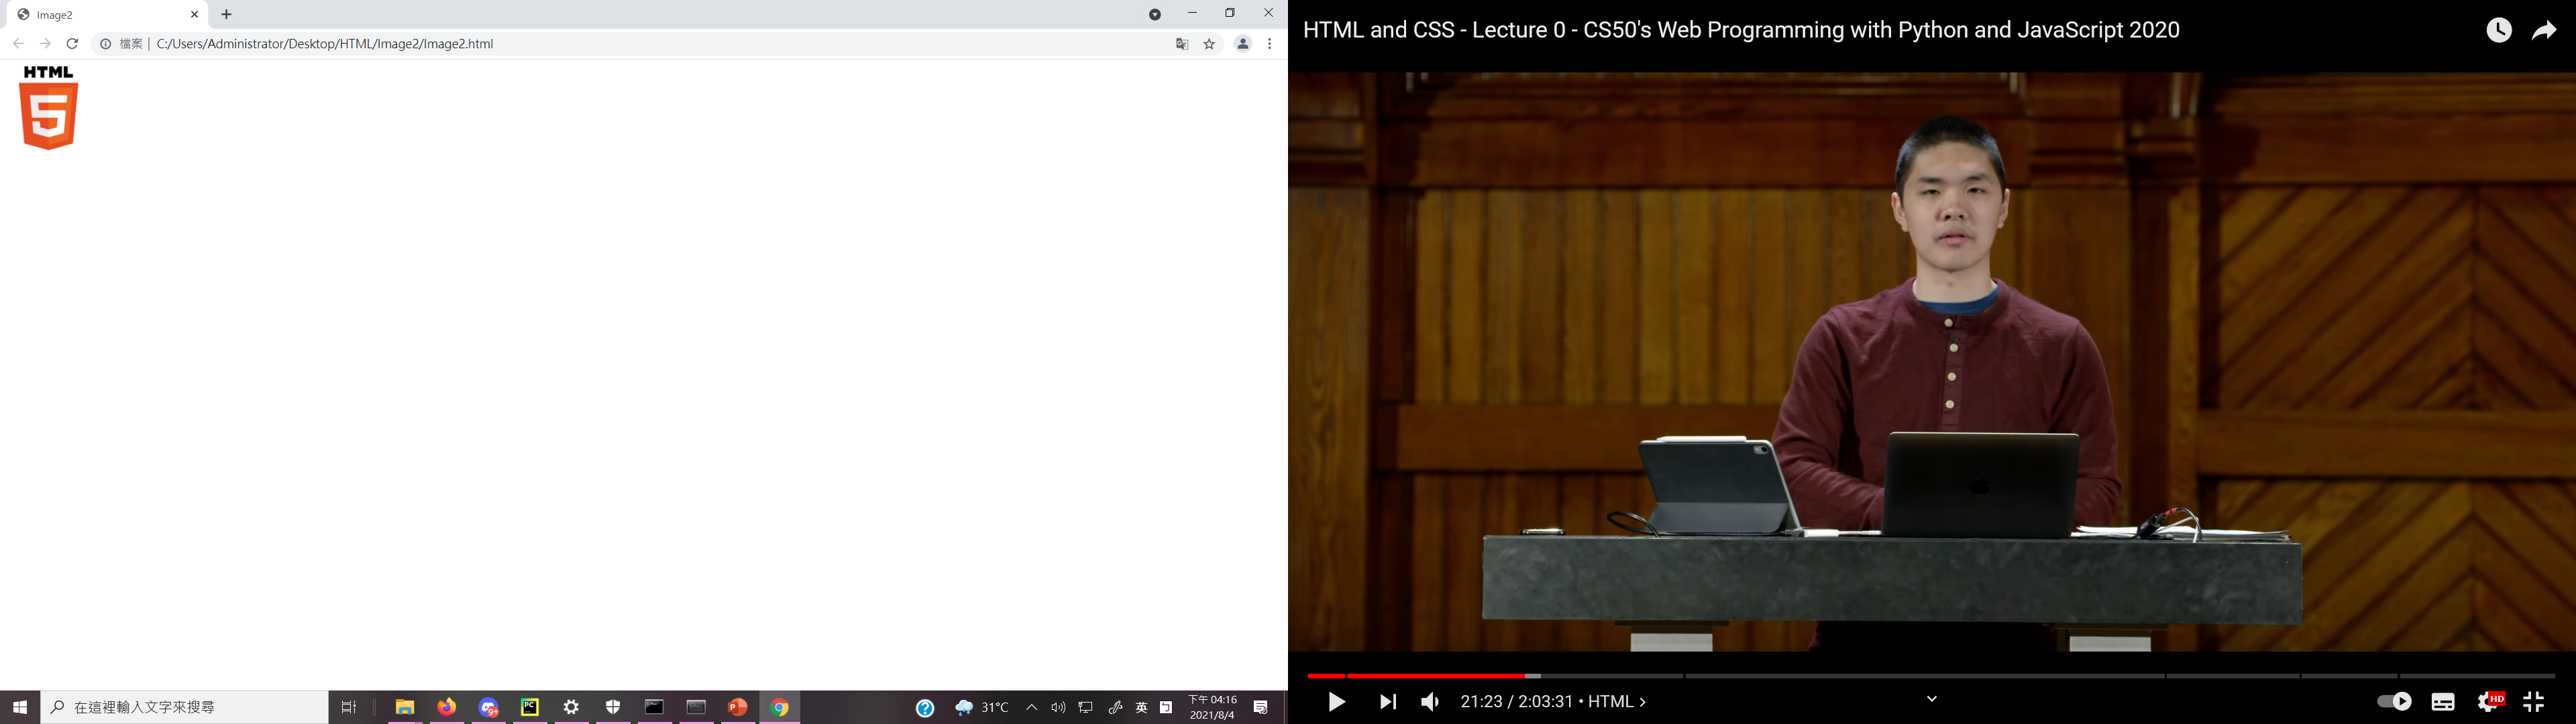 Image2
檔案 | C:/Users/Administrator/Desktop/HTML/Image2/Image2.html
HTML
5
在這裡輸入文字來搜尋
9+
PC
P
31°C
英
下午 04:16
2021/8/4
HTML and CSS - Lecture 0 - CS50's Web Programming with Python and JavaScript 2020
21:23 / 2:03:31 • HTML
HD